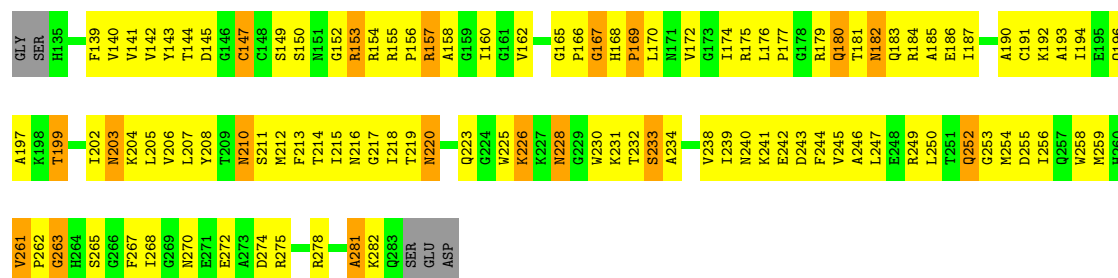 GLY SER H135 F139 V140 V141 V142 Y143 T144 D145 G146 C147 C148 S149 S150 N151 G152 R153 R154 R155 P156 R157 A158 G159 I160 G161 V162 G165 P166 G167 H168 P169 L170 N171 V172 G173 I174 R175 L176 P177 G178 R179 Q180 T181 N182 Q183 R184 A185 E186 I187 A190 C191 K192 A193 I194 E195 Q196
A197 K198 T199 I202 N203 K204 L205 V206 L207 Y208 T209 N210 S211 M212 F213 T214 I215 N216 G217 I218 T219 N220 Q223 G224 W225 K226 K227 N228 G229 W230 K231 T232 S233 A234 V238 I239 N240 K241 E242 D243 F244 V245 A246 L247 E248 R249 L250 T251 Q252 G253 M254 D255 I256 Q257 W258 M259 H260
V261 P262 G263 H264 S265 G266 F267 I268 G269 N270 E271 E272 A273 D274 R275 R278 A281 K282 Q283 SER GLU ASP